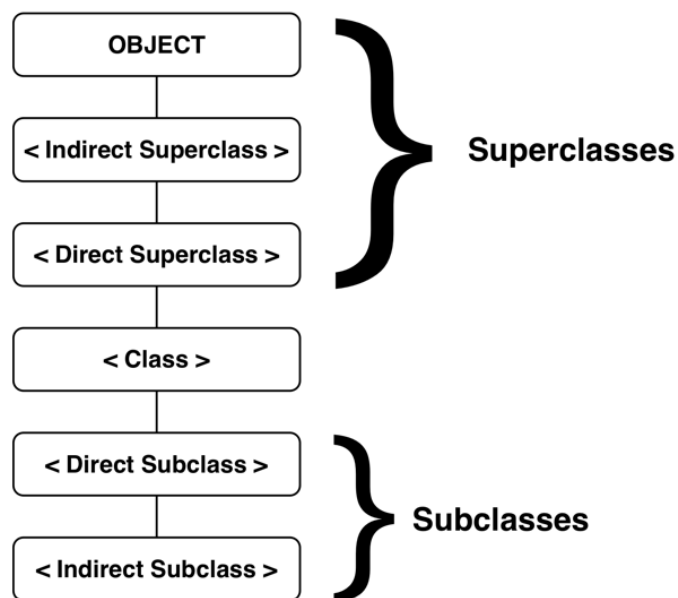 OBJECT
< Indirect Superclass >
Superclasses
< Direct Superclass >
< Class >
< Direct Subclass >
Subclasses
< Indirect Subclass >